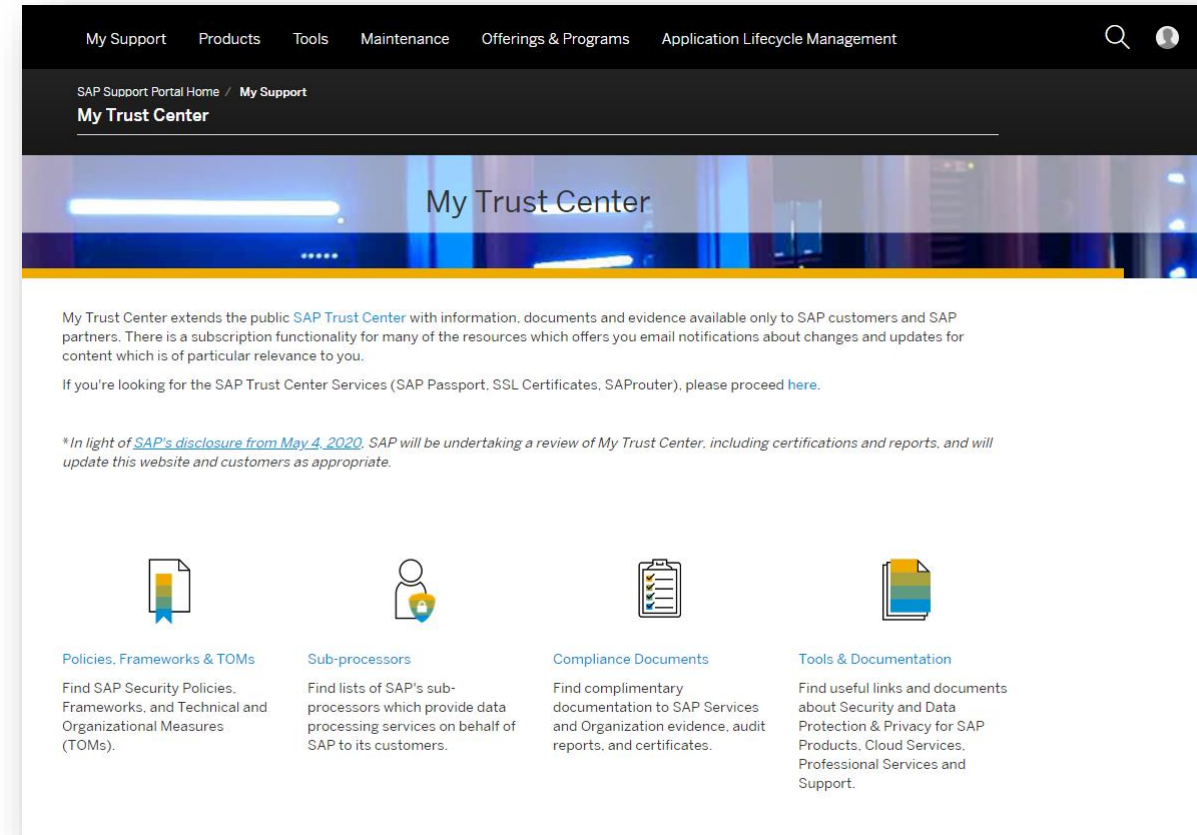 My Support Products Tools Maintenance Offerings & Programs Application Lifecycle Management
SAP Support Portal Home / My Support
My Trust Center
My Trust Center
My Trust Center extends the public SAP Trust Center with information, documents and evidence available only to SAP customers and SAP
partners. There is a subscription functionality for many of the resources which offers you email notifications about changes and updates for
content which is of particular relevance to you.
If you're looking for the SAP Trust Center Services (SAP Passport, SSL Certificates, SAProuter), please proceed here.
*In light of SAP's disclosure from May 4, 2020, SAP will be undertaking a review of My Trust Center, including certifications and reports, and will
update this website and customers as appropriate.
Policies, Frameworks & TOMs
Find SAP Security Policies,
Frameworks, and Technical and
Organizational Measures
(TOMs).
Sub-processors
Find lists of SAP's sub-
processors which provide data
processing services on behalf of
SAP to its customers.
Compliance Documents
Find complimentary
documentation to SAP Services
and Organization evidence, audit
reports, and certificates.
Tools & Documentation
Find useful links and documents
about Security and Data
Protection & Privacy for SAP
Products, Cloud Services,
Professional Services and
Support.